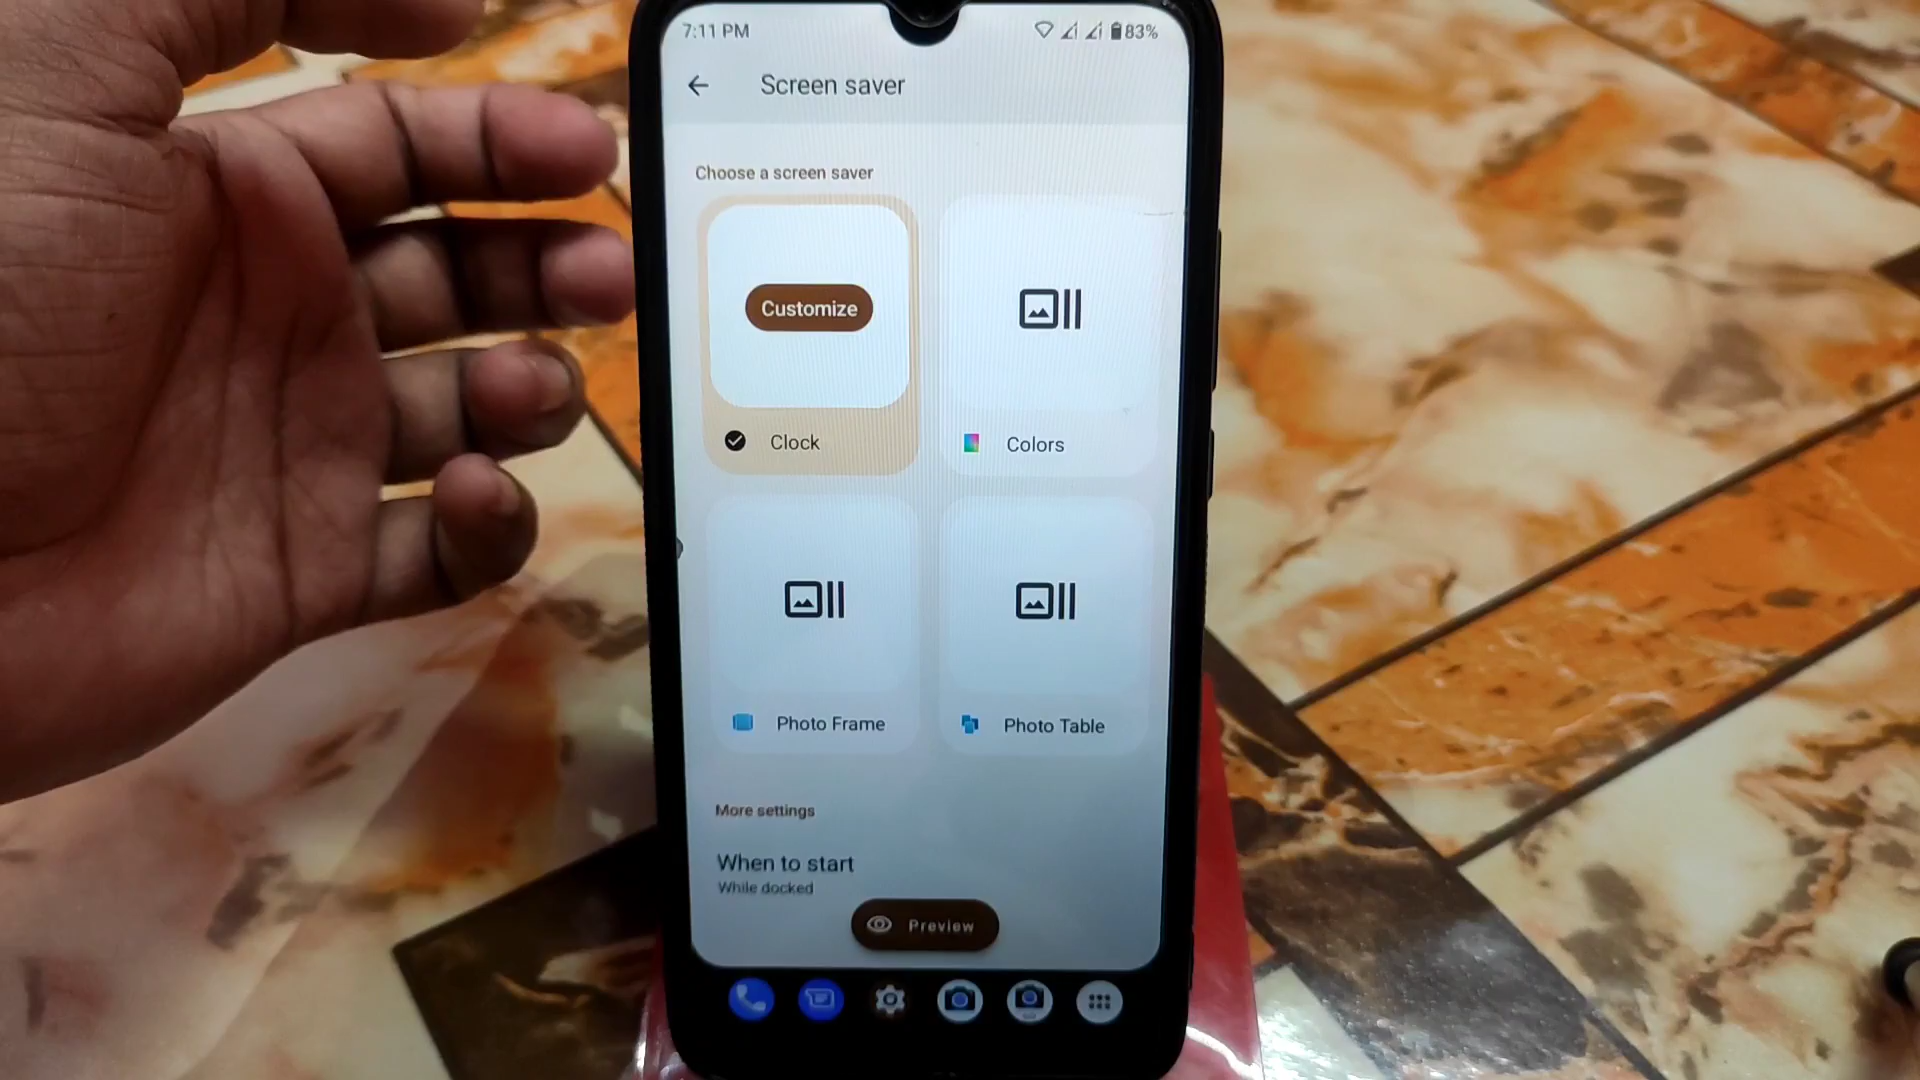 7:11 PM
83%
Screen saver
Choose a screen saver
Customize
Clock
Colors
Photo Frame
Photo Table
More settings
When to start
While docked
Preview